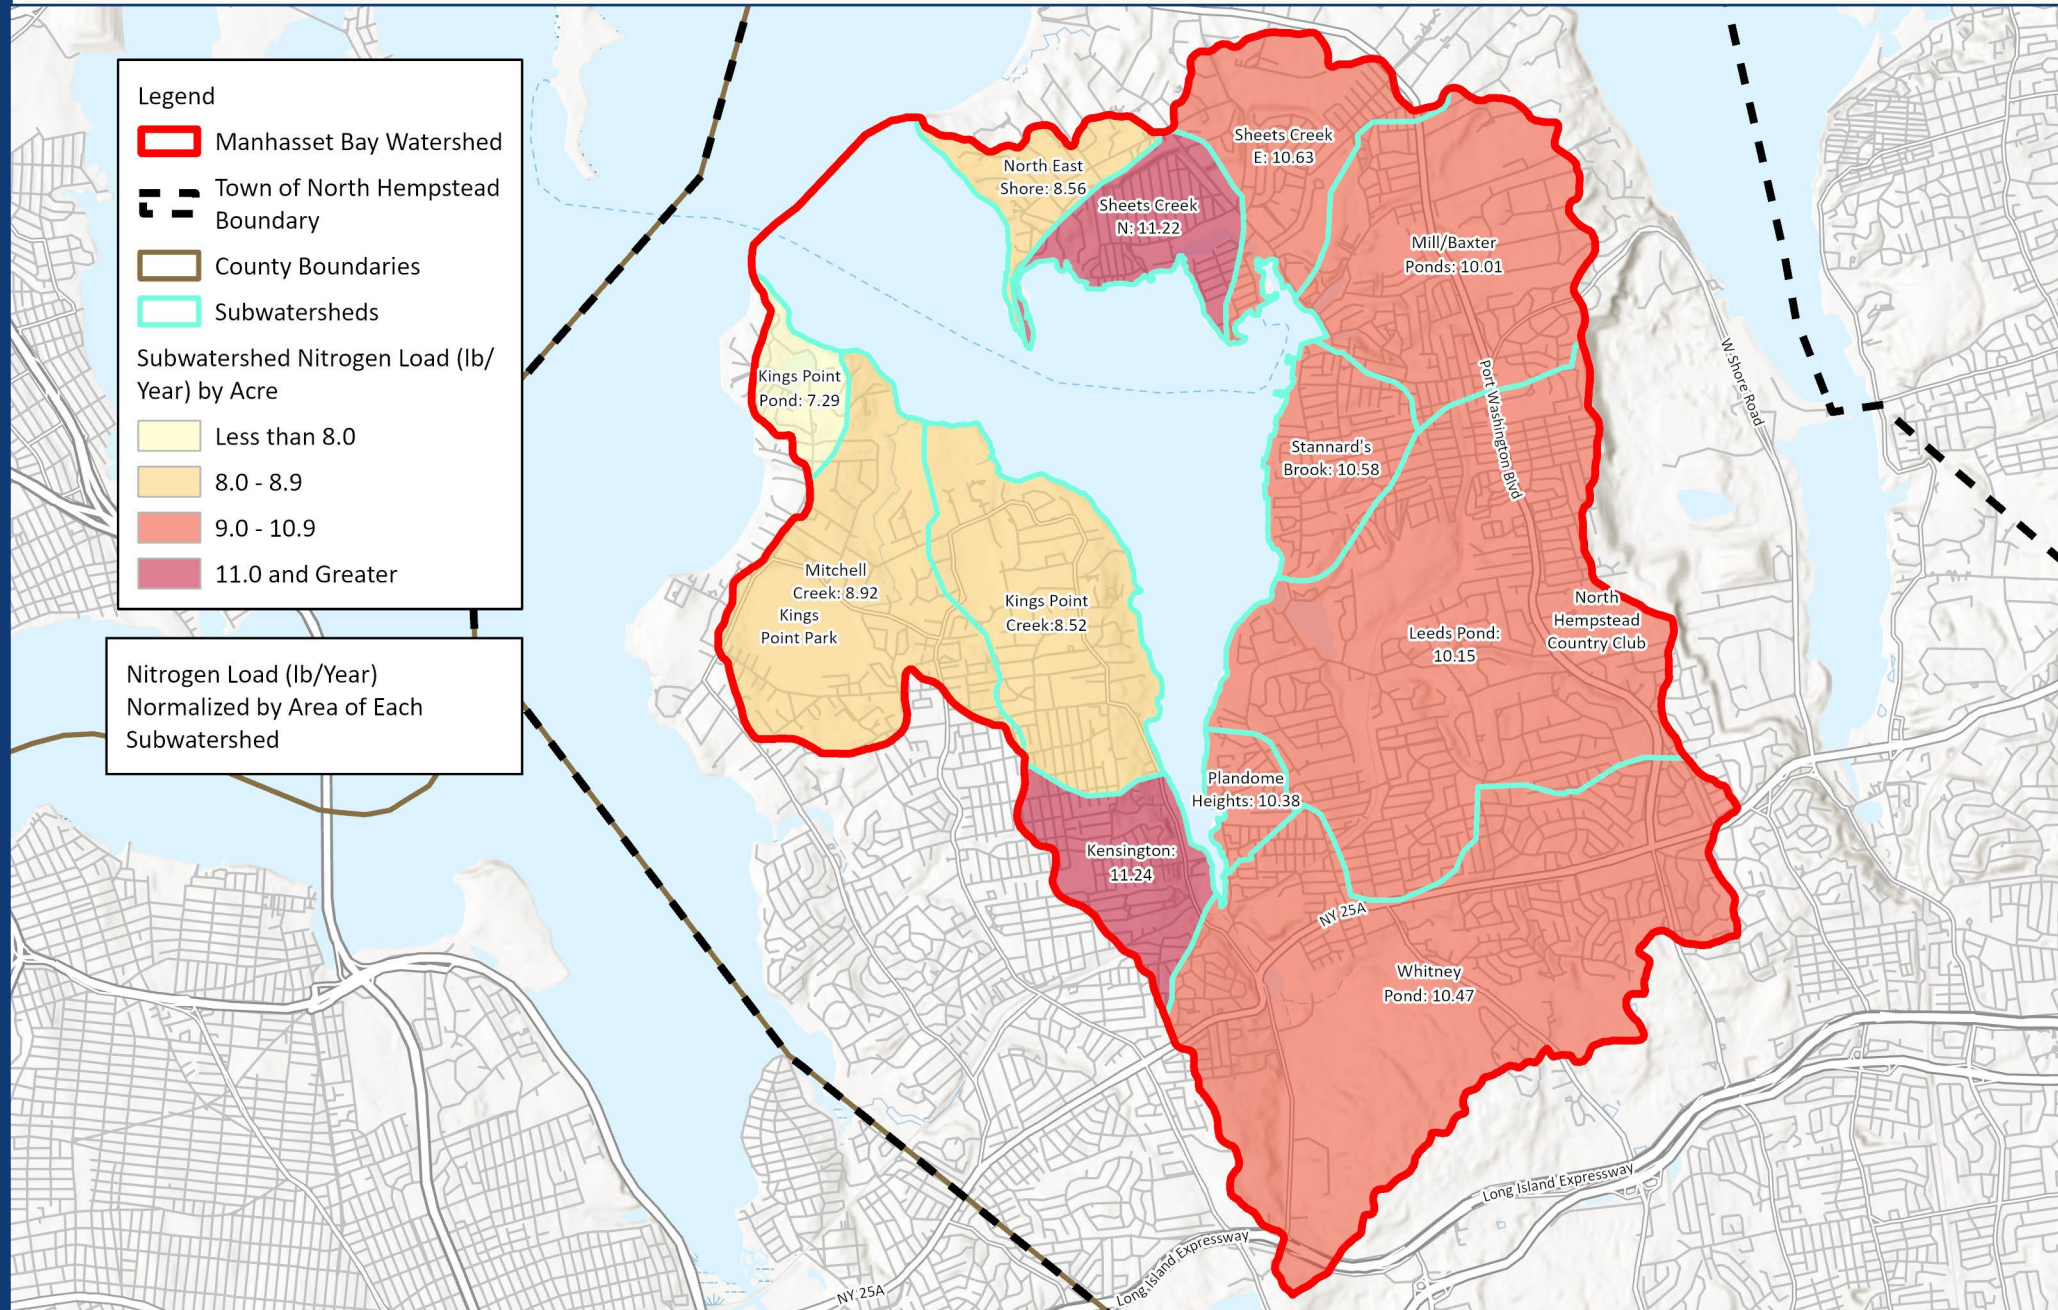 Legend
Manhasset Bay Watershed
Town of North Hempstead
Boundary
County Boundaries
Subwatersheds
Subwatershed Nitrogen Load (lb/
Year) by Acre
Less than 8.0
8.0 - 8.9
9.0 - 10.9
11.0 and Greater
Nitrogen Load (lb/Year)
Normalized by Area of Each
Subwatershed
North East
Shore: 8.56
Sheets Creek
N: 11.22
Sheets Creek
E: 10.63
Mill/Baxter
Ponds: 10.01
Kings Point
Pond: 7.29
Stannard's
Brook: 10.58
Port Washington Blvd
W Shore Road
Mitchell
Creek: 8.92
Kings
Point Park
Kings Point
Creek:8.52
Leeds Pond:
10.15
North
Hempstead
Country Club
Plandome
Heights: 10.38
Kensington:
11.24
NY 25A
Whitney
Pond: 10.47
Long Island Expressway
Long Island Expressway
NY 25A